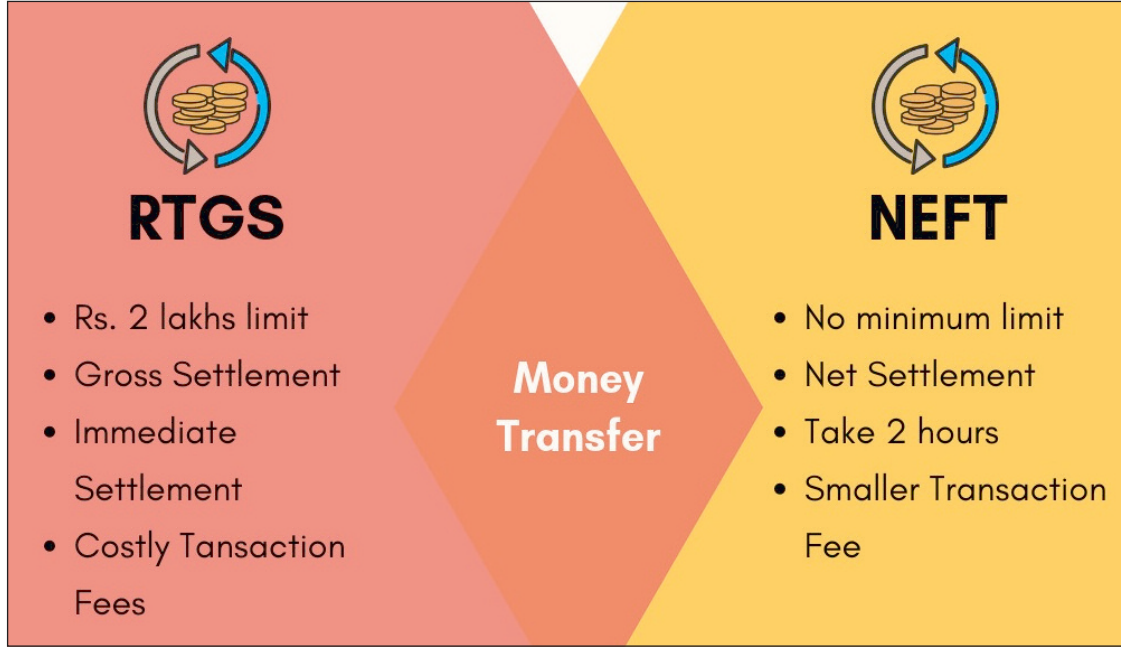 RTGS
• Rs. 2 lakhs limit
• Gross Settlement
• Immediate
Settlement
• Costly Tansaction
Fees
Money
Transfer
NEFT
• No minimum limit
• Net Settlement
• Take 2 hours
• Smaller Transaction
Fee